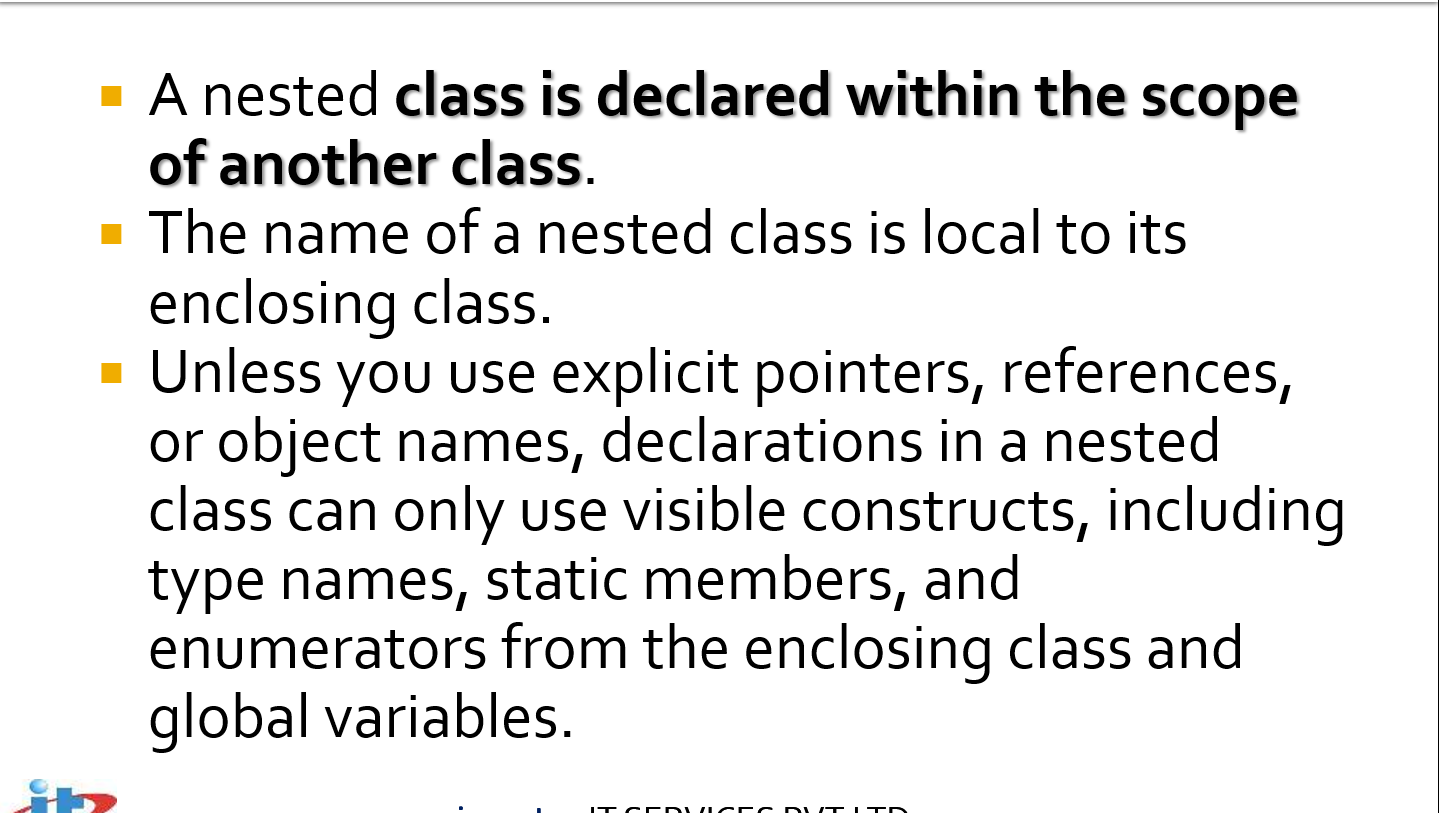 A nested class is declared within the scope
of another class.
The name of a nested class is local to its
enclosing class.
Unless you use explicit pointers, references,
or object names, declarations in a nested
class can only use visible constructs, including
type names, static members, and
enumerators from the enclosing class and
global variables.
IT SERVICES PVT LTD